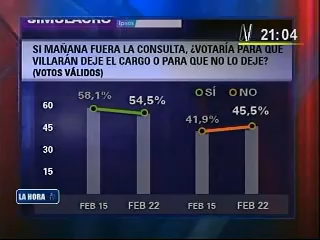 SIMULACRO
Ipsos
N
21:04
SI MAÑANA FUERA LA CONSULTA, ¿VOTARÍA PARA QUE
VILLARÁN DEJE EL CARGO O PARA QUE NO LO DEJE?
(VOTOS VÁLIDOS)
SÍ NO
58,1% 54,5% 41,9% 45,5%
60
45
30
15
FEB 15 FEB 22 FEB 15 FEB 22
LA HORA